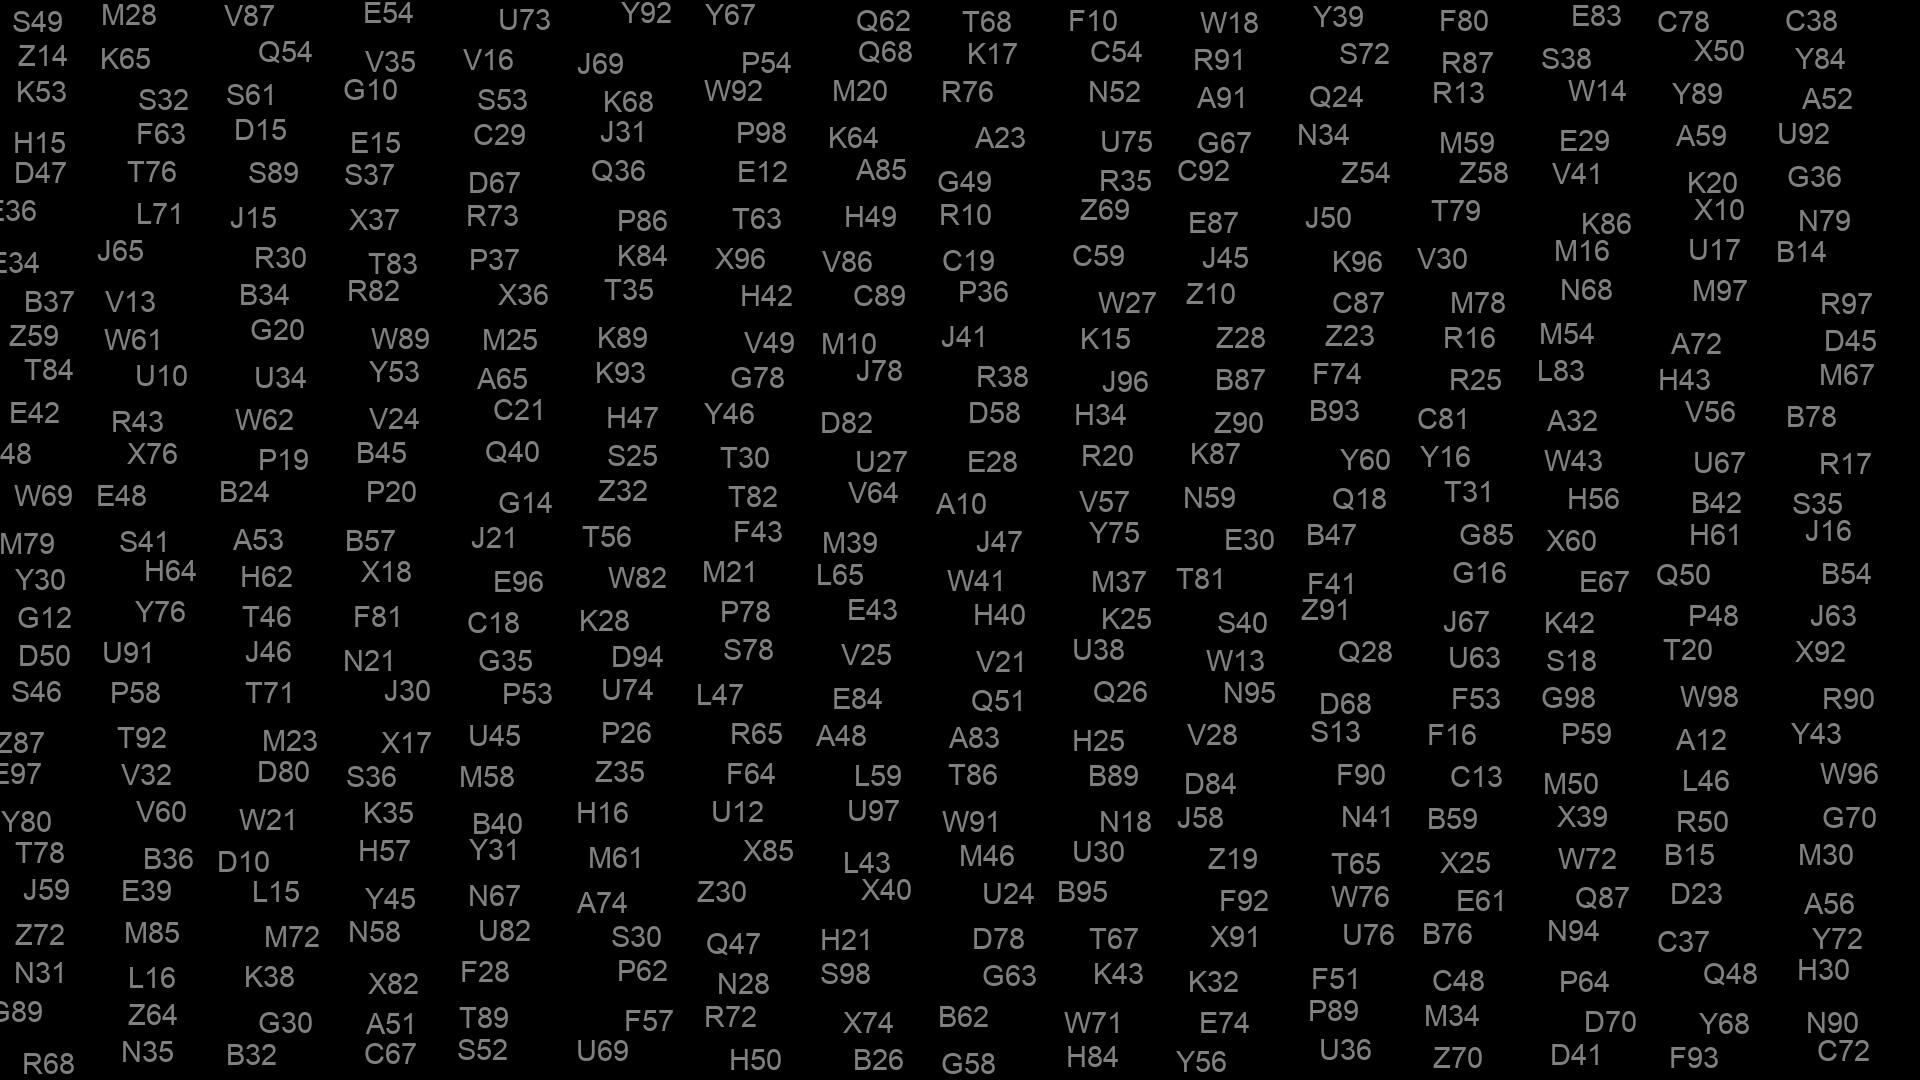 S49 M28 V87 E54 U73 Y92 Y67 Q62 T68 F10 W18 Y39 F80 E83 C78 C38
Z14 K65 Q54 V35 V16 J69 P54 Q68 K17 C54 R91 S72 R87 S38 X50 Y84
K53 S32 S61 G10 S53 K68 W92 M20 R76 N52 A91 Q24 R13 W14 Y89 A52
H15 F63 D15 E15 C29 J31 P98 K64 A23 U75 G67 N34 M59 E29 A59 U92
D47 T76 S89 S37 D67 Q36 E12 A85 G49 R35 C92 Z54 Z58 V41 K20 G36
E36 L71 J15 X37 R73 P86 T63 H49 R10 Z69 E87 J50 T79 K86 X10 N79
E34 J65 R30 T83 P37 K84 X96 V86 C19 C59 J45 K96 V30 M16 U17 B14
B37 V13 B34 R82 X36 T35 H42 C89 P36 W27 Z10 C87 M78 N68 M97 R97
Z59 W61 G20 W89 M25 K89 V49 M10 J41 K15 Z28 Z23 R16 M54 A72 D45
T84 U10 U34 Y53 A65 K93 G78 J78 R38 J96 B87 F74 R25 L83 H43 M67
E42 R43 W62 V24 C21 H47 Y46 D82 D58 H34 Z90 B93 C81 A32 V56 B78
48 X76 P19 B45 Q40 S25 T30 U27 E28 R20 K87 Y60 Y16 W43 U67 R17
W69 E48 B24 P20 G14 Z32 T82 V64 A10 V57 N59 Q18 T31 H56 B42 S35
M79 S41 A53 B57 J21 T56 F43 M39 J47 Y75 E30 B47 G85 X60 H61 J16
Y30 H64 H62 X18 E96 W82 M21 L65 W41 M37 T81 F41 G16 E67 Q50 B54
G12 Y76 T46 F81 C18 K28 P78 E43 H40 K25 S40 Z91 J67 K42 P48 J63
D50 U91 J46 N21 G35 D94 S78 V25 V21 U38 W13 Q28 U63 S18 T20 X92
S46 P58 T71 J30 P53 U74 L47 E84 Q51 Q26 N95 D68 F53 G98 W98 R90
Z87 T92 M23 X17 U45 P26 R65 A48 A83 H25 V28 S13 F16 P59 A12 Y43
E97 V32 D80 S36 M58 Z35 F64 L59 T86 B89 D84 F90 C13 M50 L46 W96
Y80 V60 W21 K35 B40 H16 U12 U97 W91 N18 J58 N41 B59 X39 R50 G70
T78 B36 D10 H57 Y31 M61 X85 L43 M46 U30 Z19 T65 X25 W72 B15 M30
J59 E39 L15 Y45 N67 A74 Z30 X40 U24 B95 F92 W76 E61 Q87 D23 A56
Z72 M85 M72 N58 U82 S30 Q47 H21 D78 T67 X91 U76 B76 N94 C37 Y72
N31 L16 K38 X82 F28 P62 N28 S98 G63 K43 K32 F51 C48 P64 Q48 H30
G89 Z64 G30 A51 T89 F57 R72 X74 B62 W71 E74 P89 M34 D70 Y68 N90
R68 N35 B32 C67 S52 U69 H50 B26 G58 H84 Y56 U36 Z70 D41 F93 C72